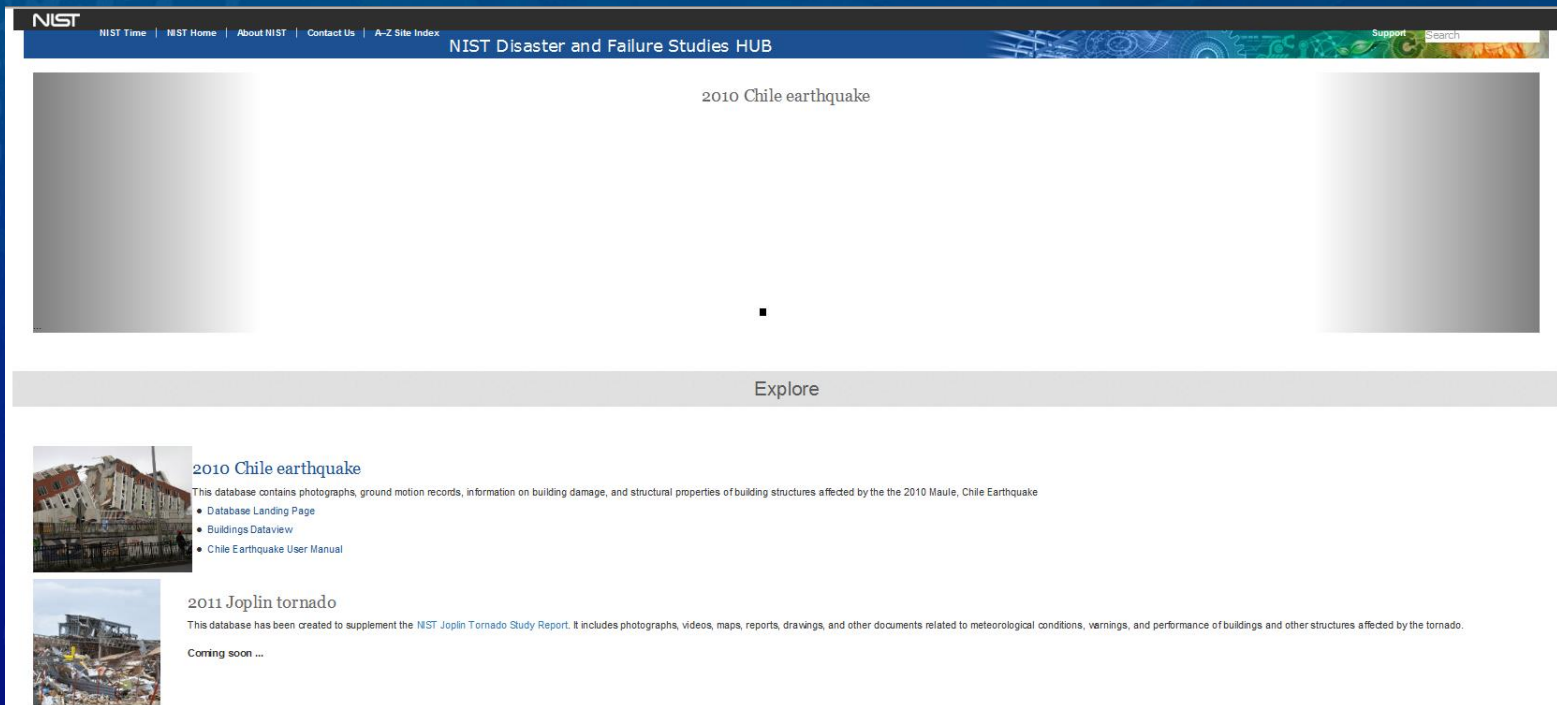 NIST
NIST Time | NIST Home | About NIST | Contact Us | A–Z Site Index
NIST Disaster and Failure Studies HUB
Support
Search
2010 Chile earthquake
...
Explore
2010 Chile earthquake
This database contains photographs, ground motion records, information on building damage, and structural properties of building structures affected by the the 2010 Maule, Chile Earthquake
• Database Landing Page
• Buildings Dataview
• Chile Earthquake User Manual
2011 Joplin tornado
This database has been created to supplement the NIST Joplin Tornado Study Report. It includes photographs, videos, maps, reports, drawings, and other documents related to meteorological conditions, warnings, and performance of buildings and other structures affected by the tornado.
Coming soon ...